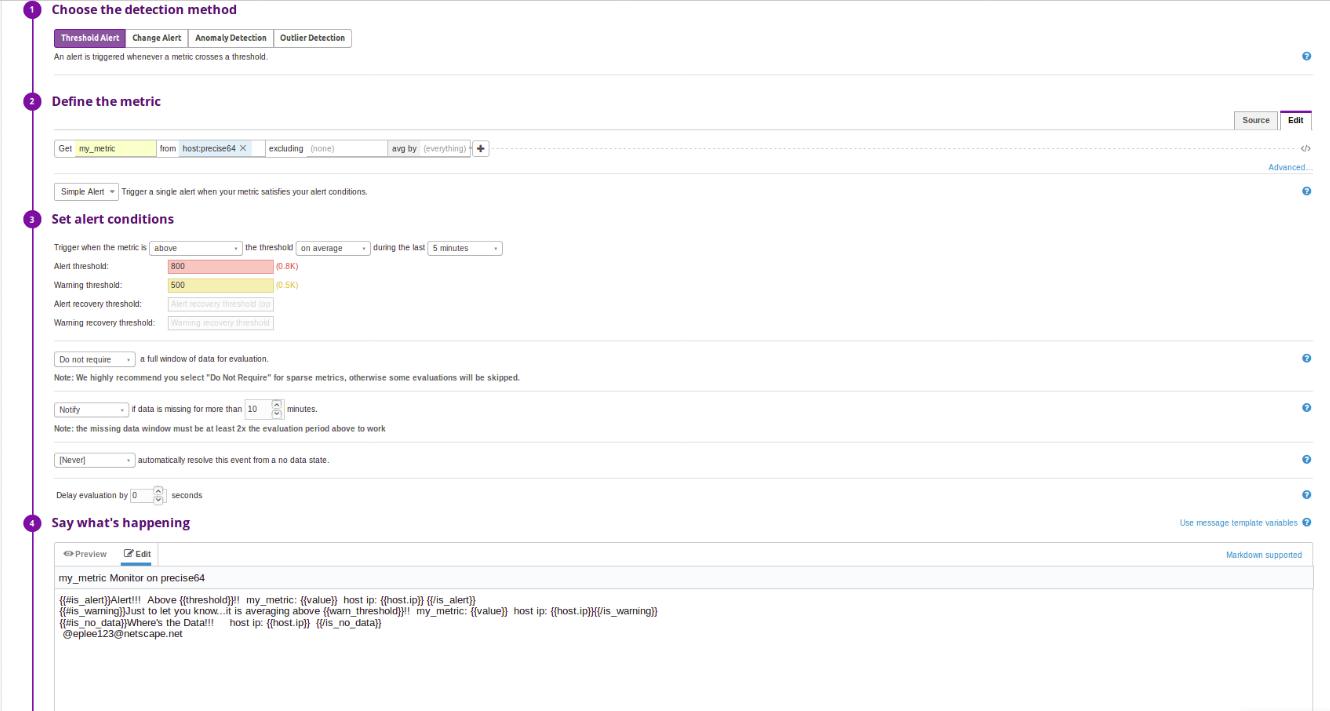 1 Choose the detection method
Threshold Alert Change Alert Anomaly Detection Outlier Detection
An alert is triggered whenever a metric crosses a threshold.
2 Define the metric
Source Edit
Get my_metric from host:precise64 excluding (none) avg by (everything)
Advanced...
Simple Alert Trigger a single alert when your metric satisfies your alert conditions.
3 Set alert conditions
Trigger when the metric is above the threshold on average during the last 5 minutes
Alert threshold: 800 (0.8K)
Warning threshold: 500 (0.5K)
Alert recovery threshold: Alert recovery threshold (op
Warning recovery threshold: Warning recovery threshold
Do not require a full window of data for evaluation.
Note: We highly recommend you select "Do Not Require" for sparse metrics, otherwise some evaluations will be skipped.
Notify if data is missing for more than 10 minutes.
Note: the missing data window must be at least 2x the evaluation period above to work
[Never] automatically resolve this event from a no data state.
Delay evaluation by 0 seconds
4 Say what's happening
Use message template variables
Preview Edit
Markdown supported
my_metric Monitor on precise64
{{#is_alert}}Alert!!! Above {{threshold}}!! my_metric: {{value}} host ip: {{host.ip}} {{/is_alert}}
{{#is_warning}}Just to let you know...it is averaging above {{warn_threshold}}!! my_metric: {{value}} host ip: {{host.ip}}{{/is_warning}}
{{#is_no_data}}Where's the Data!!! host ip: {{host.ip}} {{/is_no_data}}
@eplee123@netscape.net